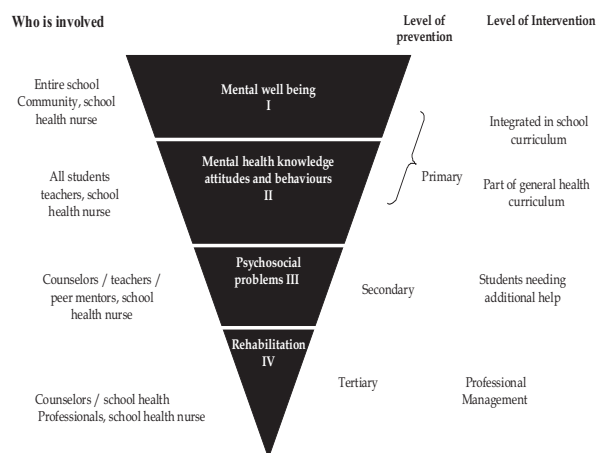 Who is involved
Level of
prevention
Level of Intervention
Entire school
Community, school
health nurse
Mental well being
I
Integrated in school
curriculum
All students
teachers, school
health nurse
Mental health knowledge
attitudes and behaviours
II
Primary
Part of general health
curriculum
Counselors / teachers /
peer mentors, school
health nurse
Psychosocial
problems III
Secondary
Students needing
additional help
Rehabilitation
IV
Counselors / school health
Professionals, school health nurse
Tertiary
Professional
Management